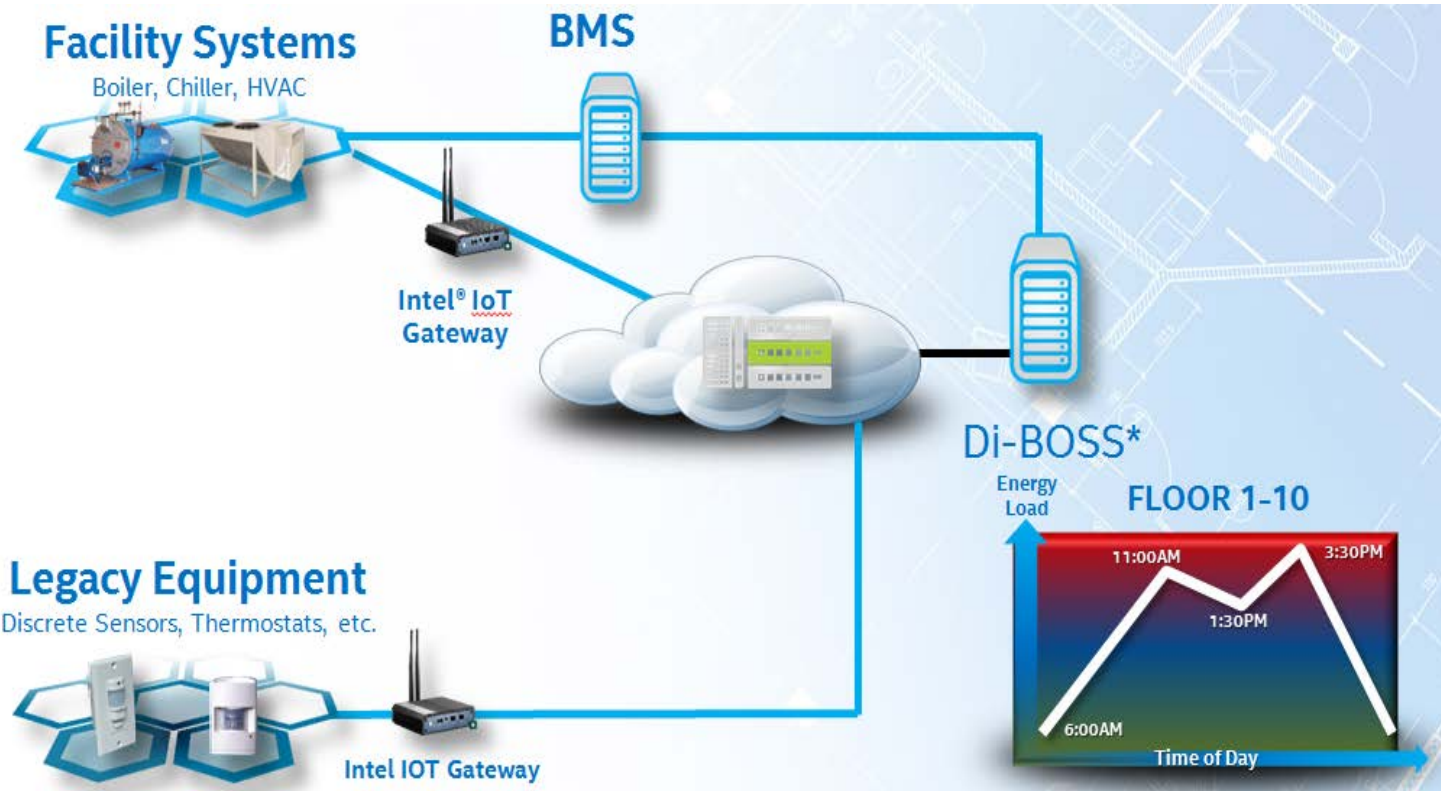 Facility Systems
Boiler, Chiller, HVAC
BMS
Intel® IoT
Gateway
Di-BOSS*
Energy
Load
FLOOR 1-10
11:00AM
3:30PM
1:30PM
6:00AM
Time of Day
Legacy Equipment
Discrete Sensors, Thermostats, etc.
Intel IOT Gateway